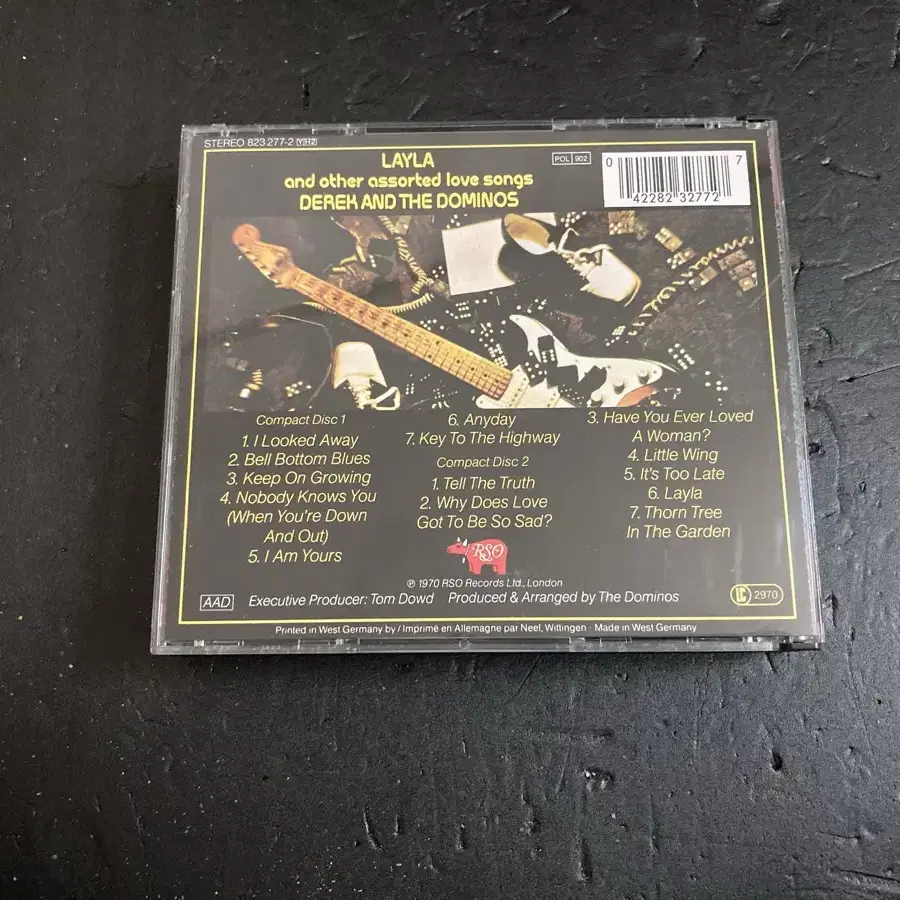 STEREO 823 277-2 Y|H2
LAYLA
and other assorted love songs
DEREK AND THE DOMINOS
POL 902
0 42282 32772 7
Compact Disc 1
1. I Looked Away
2. Bell Bottom Blues
3. Keep On Growing
4. Nobody Knows You
(When You're Down
And Out)
5. I Am Yours
6. Anyday
7. Key To The Highway
Compact Disc 2
1. Tell The Truth
2. Why Does Love
Got To Be So Sad?
3. Have You Ever Loved
A Woman?
4. Little Wing
5. It's Too Late
6. Layla
7. Thorn Tree
In The Garden
RSO
℗ 1970 RSO Records Ltd., London
AAD
Executive Producer: Tom Dowd Produced & Arranged by The Dominos
LC 2970
Printed in West Germany by / Imprimé en Allemagne par Neef, Wittingen · Made in West Germany